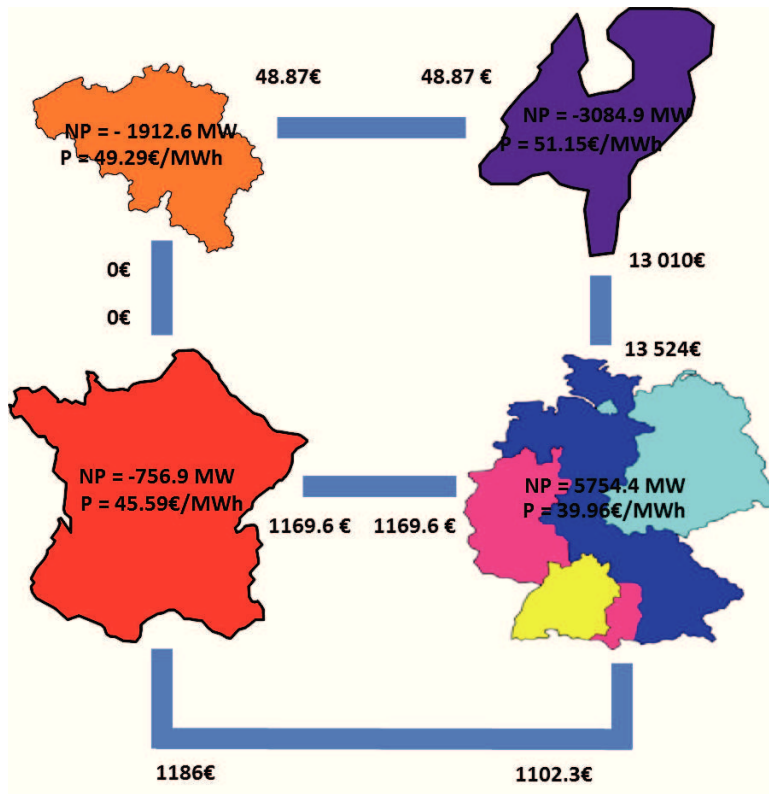 48.87€
48.87 €
NP = - 1912.6 MW
P = 49.29€/MWh
NP = -3084.9 MW
P = 51.15€/MWh
0€
0€
13 010€
13 524€
NP = -756.9 MW
P = 45.59€/MWh
NP = 5754.4 MW
P = 39.96€/MWh
1169.6 €
1169.6 €
1186€
1102.3€